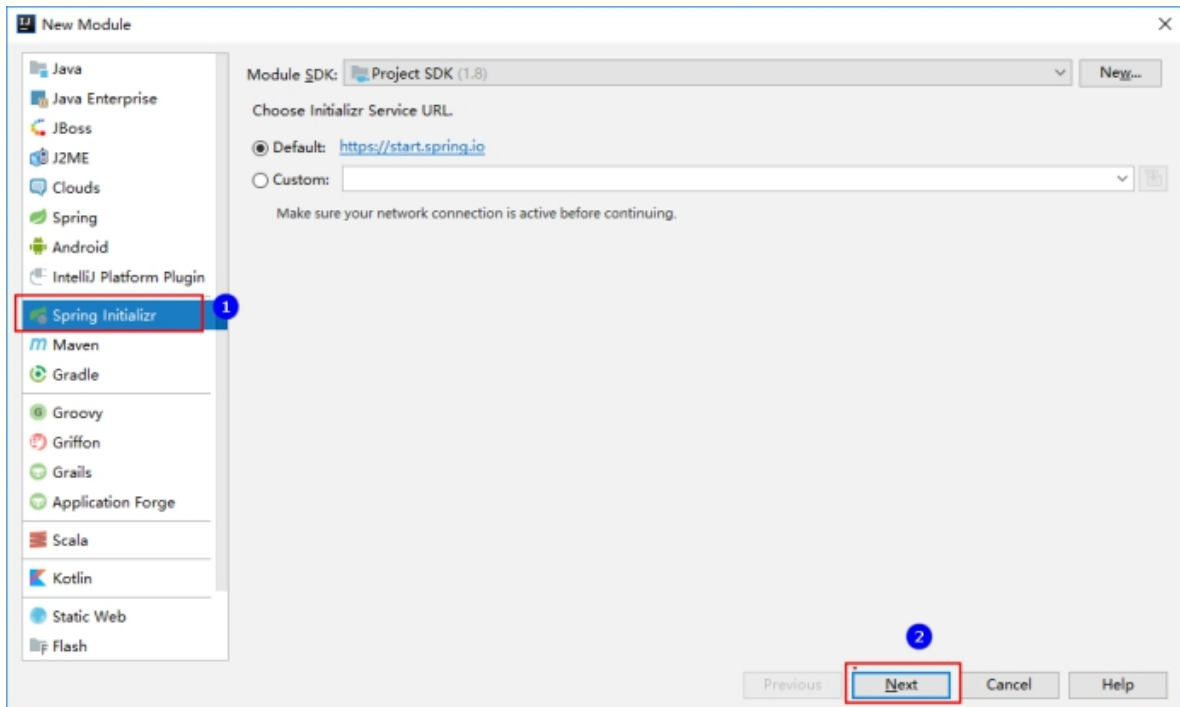 New Module
Java
Java Enterprise
JBoss
J2ME
Clouds
Spring
Android
IntelliJ Platform Plugin
Spring Initializr
1
Maven
Gradle
Groovy
Griffon
Grails
Application Forge
Scala
Kotlin
Static Web
Flash
Module SDK: Project SDK (1.8) New...
Choose Initializr Service URL.
Default: https://start.spring.io
Custom:
Make sure your network connection is active before continuing.
2
Previous Next Cancel Help